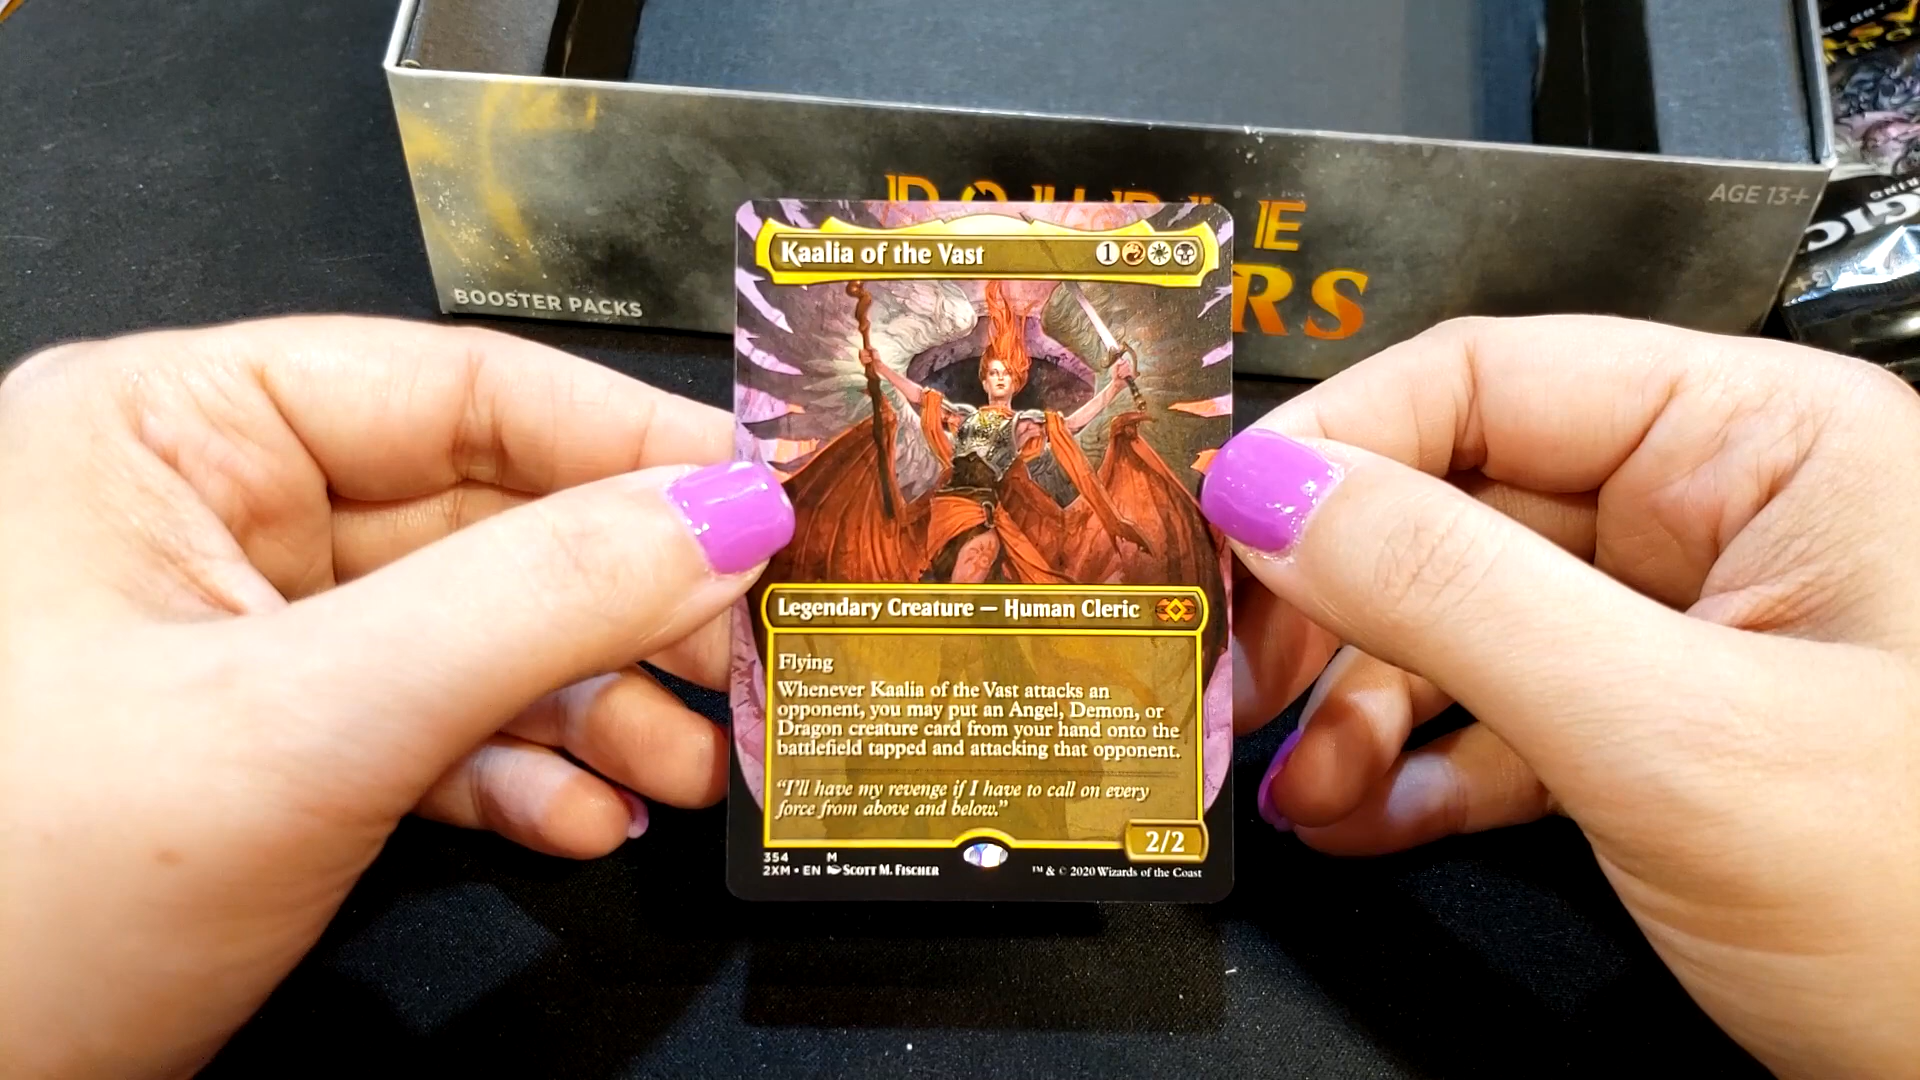 AGE 13+
BOOSTER PACKS
Kaalia of the Vast 1
Legendary Creature — Human Cleric
Flying
Whenever Kaalia of the Vast attacks an
opponent, you may put an Angel, Demon, or
Dragon creature card from your hand onto the
battlefield tapped and attacking that opponent.
“I’ll have my revenge if I have to call on every
force from above and below.”
2/2
354 M
2XM • EN Scott M. Fischer
™ & © 2020 Wizards of the Coast